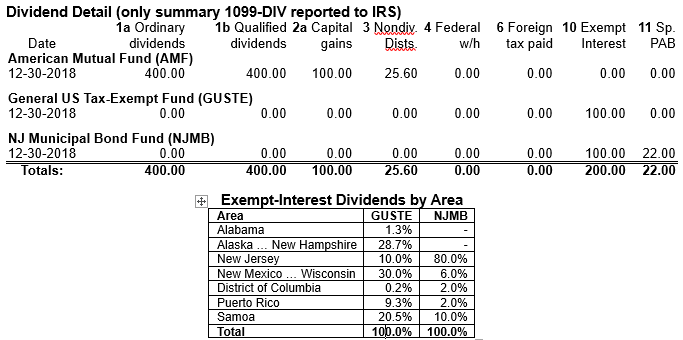 Dividend Detail (only summary 1099-DIV reported to IRS)
1a Ordinary 1b Qualified 2a Capital 3 Nondiv. 4 Federal 6 Foreign 10 Exempt 11 Sp.
Date dividends dividends gains Dists. w/h tax paid Interest PAB
American Mutual Fund (AMF)
12-30-2018 400.00 400.00 100.00 25.60 0.00 0.00 0.00 0.00
General US Tax-Exempt Fund (GUSTE)
12-30-2018 0.00 0.00 0.00 0.00 0.00 0.00 100.00 0.00
NJ Municipal Bond Fund (NJMB)
12-30-2018 0.00 0.00 0.00 0.00 0.00 0.00 100.00 22.00
Totals: 400.00 400.00 100.00 25.60 0.00 0.00 200.00 22.00
Exempt-Interest Dividends by Area
Area GUSTE NJMB
Alabama 1.3% -
Alaska ... New Hampshire 28.7% -
New Jersey 10.0% 80.0%
New Mexico ... Wisconsin 30.0% 6.0%
District of Columbia 0.2% 2.0%
Puerto Rico 9.3% 2.0%
Samoa 20.5% 10.0%
Total 100.0% 100.0%